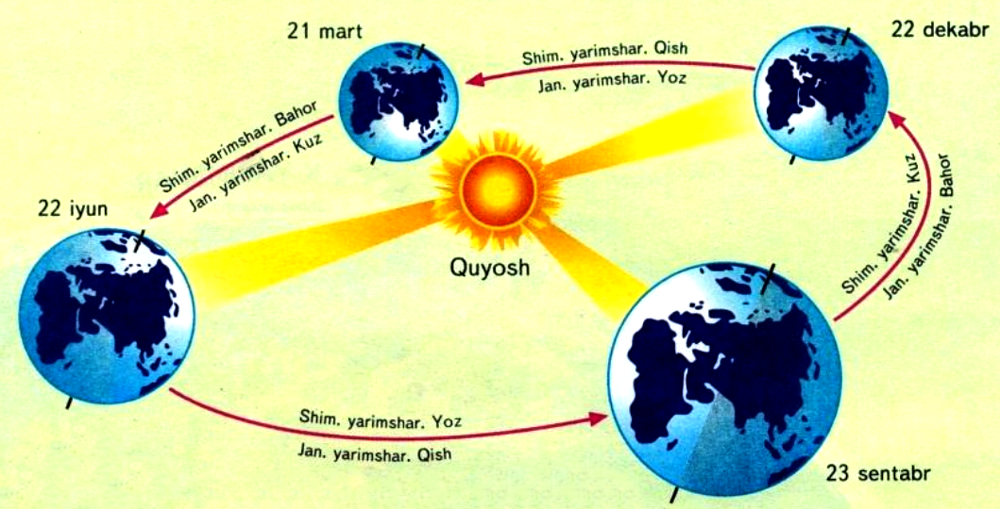 21 mart
22 dekabr
Shim. yarimshar. Qish
Jan. yarimshar. Yoz
Shim. yarimshar. Bahor
Jan. yarimshar. Kuz
22 iyun
Quyosh
Shim. yarimshar. Kuz
Jan. yarimshar. Bahor
Shim. yarimshar. Yoz
Jan. yarimshar. Qish
23 sentabr